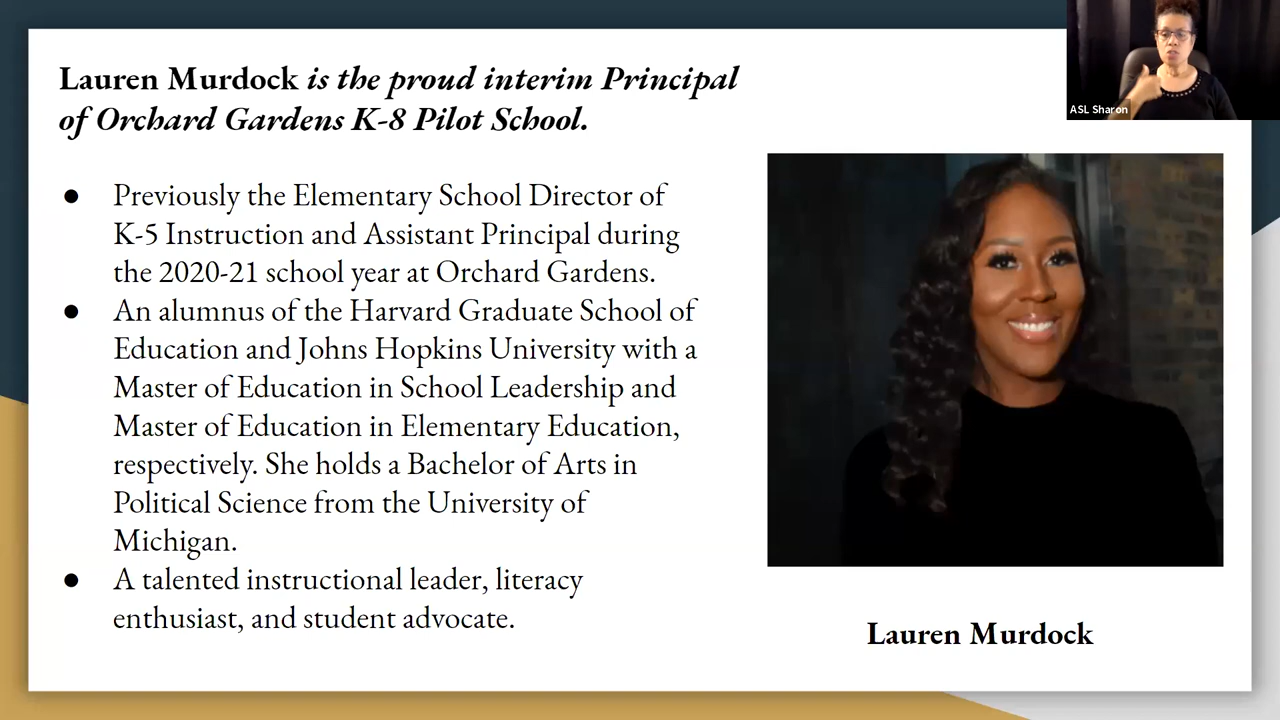 Lauren Murdock is the proud interim Principal
of Orchard Gardens K-8 Pilot School.
ASL Sharon
● Previously the Elementary School Director of
K-5 Instruction and Assistant Principal during
the 2020-21 school year at Orchard Gardens.
● An alumnus of the Harvard Graduate School of
Education and Johns Hopkins University with a
Master of Education in School Leadership and
Master of Education in Elementary Education,
respectively. She holds a Bachelor of Arts in
Political Science from the University of
Michigan.
● A talented instructional leader, literacy
enthusiast, and student advocate.
Lauren Murdock